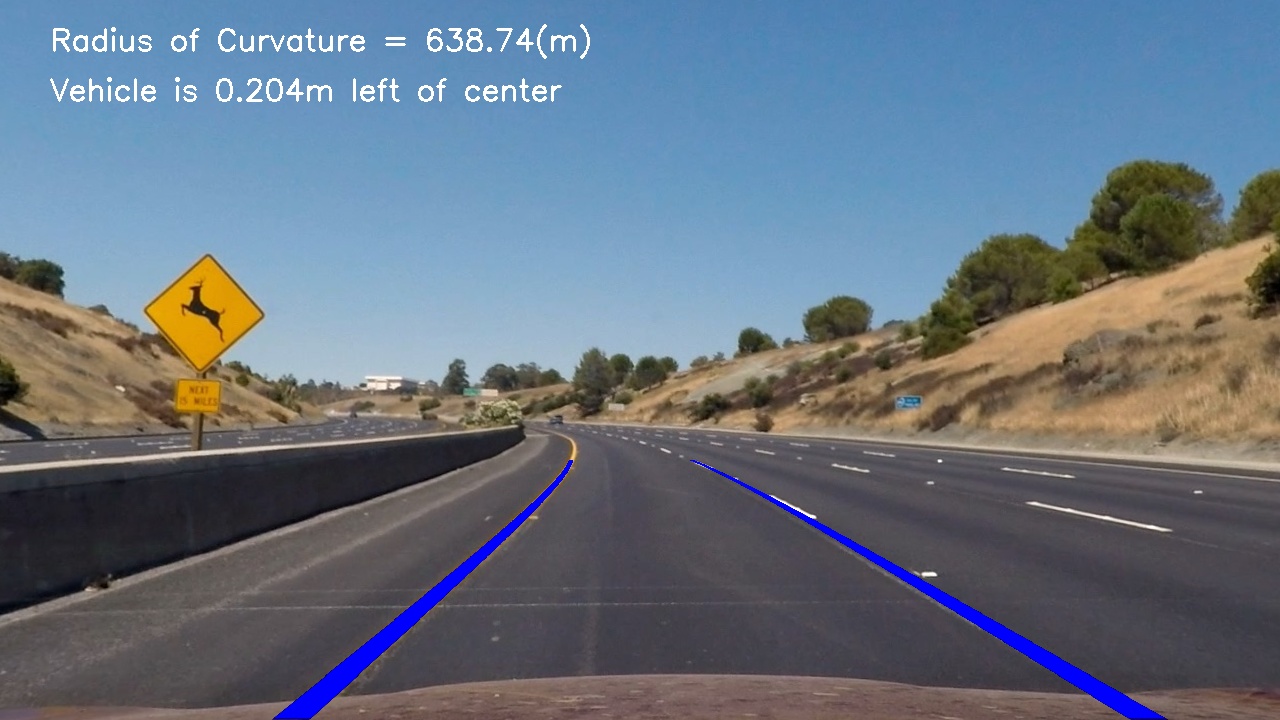 Radius of Curvature = 638.74(m)
Vehicle is 0.204m left of center
NEXT
15 MILES